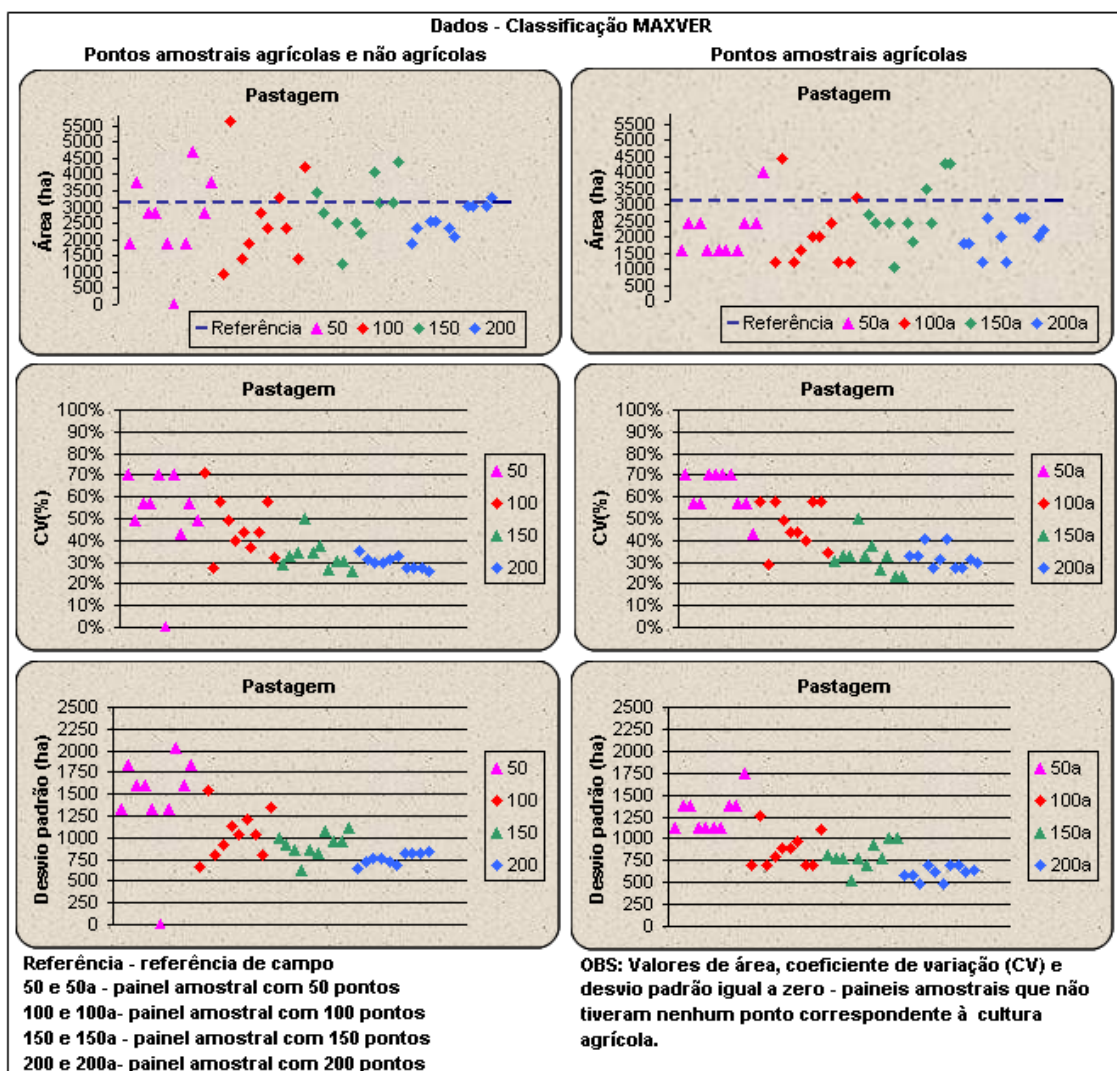 Dados - Classificação MAXVER
Pontos amostrais agrícolas e não agrícolas
Pontos amostrais agrícolas
Pastagem
Área (ha)
5500
5000
4500
4000
3500
3000
2500
2000
1500
1000
500
0
Referência 50 100 150 200
Pastagem
Área (ha)
5500
5000
4500
4000
3500
3000
2500
2000
1500
1000
500
0
Referência 50a 100a 150a 200a
Pastagem
CV(%)
100%
90%
80%
70%
60%
50%
40%
30%
20%
10%
0%
50
100
150
200
Pastagem
CV(%)
100%
90%
80%
70%
60%
50%
40%
30%
20%
10%
0%
50a
100a
150a
200a
Pastagem
Desvio padrão (ha)
2500
2250
2000
1750
1500
1250
1000
750
500
250
0
50
100
150
200
Pastagem
Desvio padrão (ha)
2500
2250
2000
1750
1500
1250
1000
750
500
250
0
50a
100a
150a
200a
Referência - referência de campo
50 e 50a - painel amostral com 50 pontos
100 e 100a- painel amostral com 100 pontos
150 e 150a - painel amostral com 150 pontos
200 e 200a- painel amostral com 200 pontos
OBS: Valores de área, coeficiente de variação (CV) e
desvio padrão igual a zero - paineis amostrais que não
tiveram nenhum ponto correspondente à cultura
agrícola.